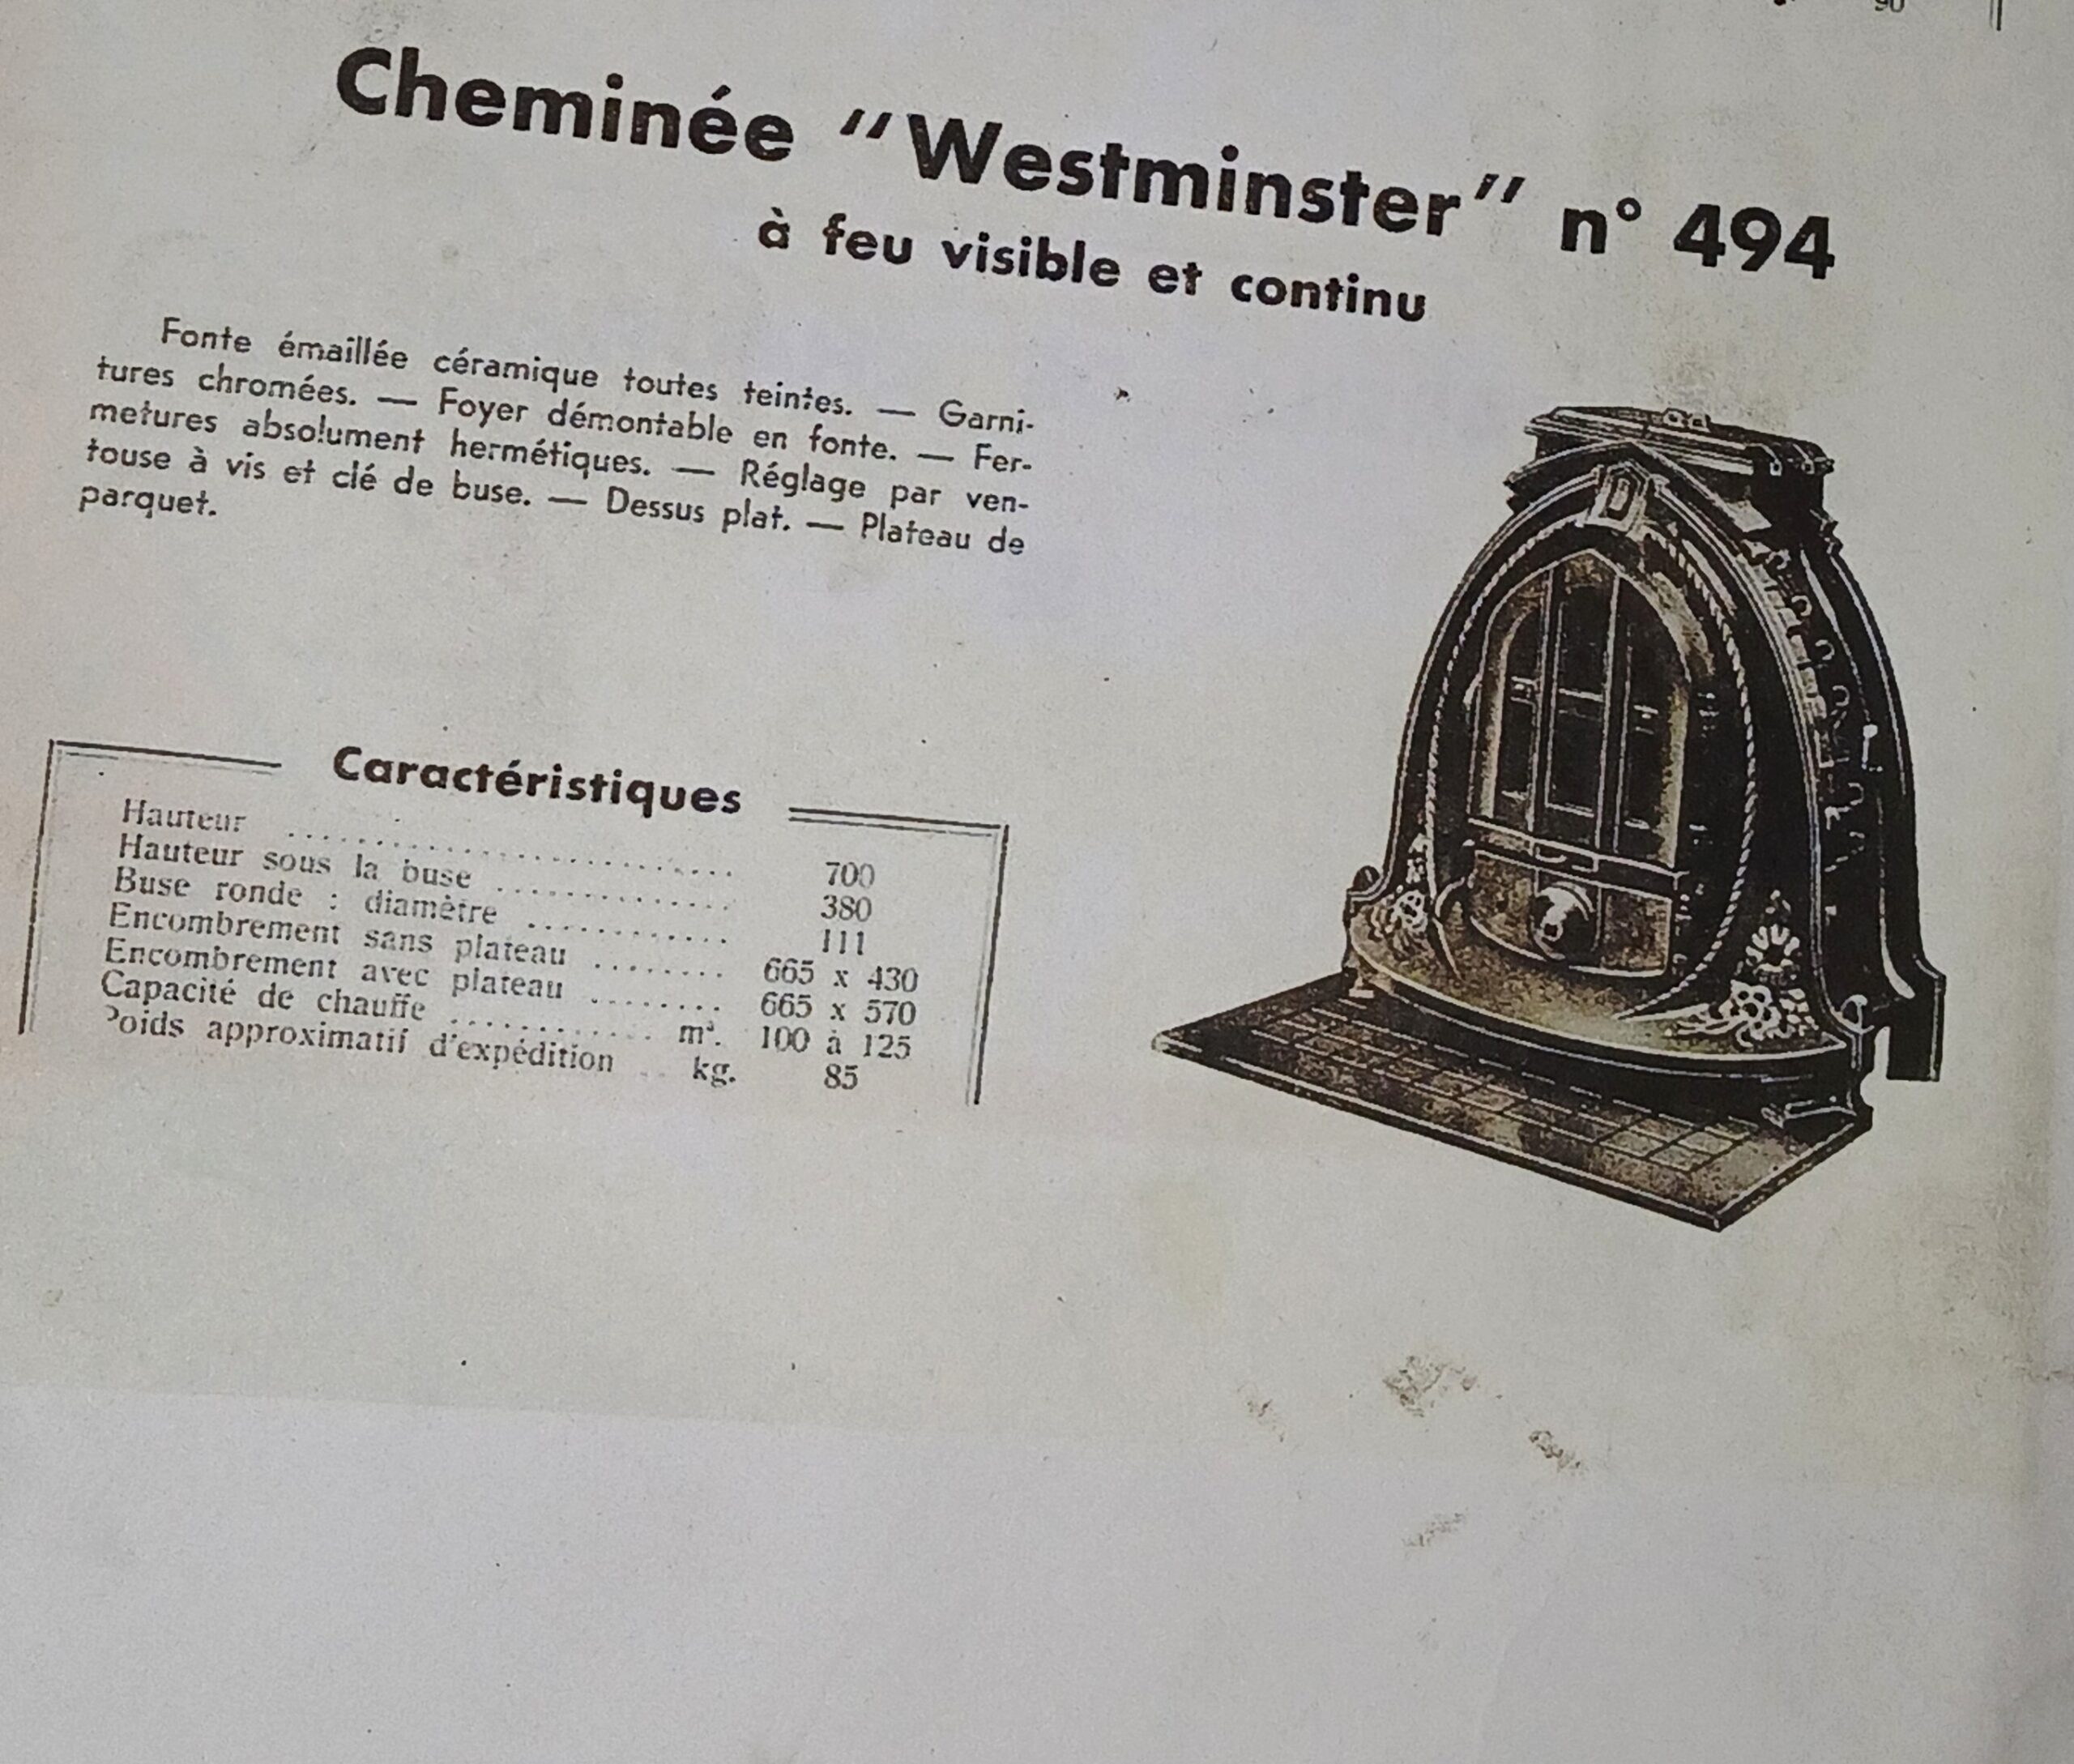 90
Cheminée "Westminster" n° 494
à feu visible et continu
Fonte émaillée céramique toutes teintes. — Garni-
tures chromées. — Foyer démontable en fonte. — Fer-
metures absolument hermétiques. — Réglage par ven-
touse à vis et clé de buse. — Dessus plat. — Plateau de
parquet.
D
Caractéristiques
Hauteur .......................... 700
Hauteur sous la buse ............. 380
Buse ronde : diamètre ............ 111
Encombrement sans plateau ........ 665 x 430
Encombrement avec plateau ........ 665 x 570
Capacité de chauffe ............ m³. 100 à 125
Poids approximatif d'expédition .. kg. 85